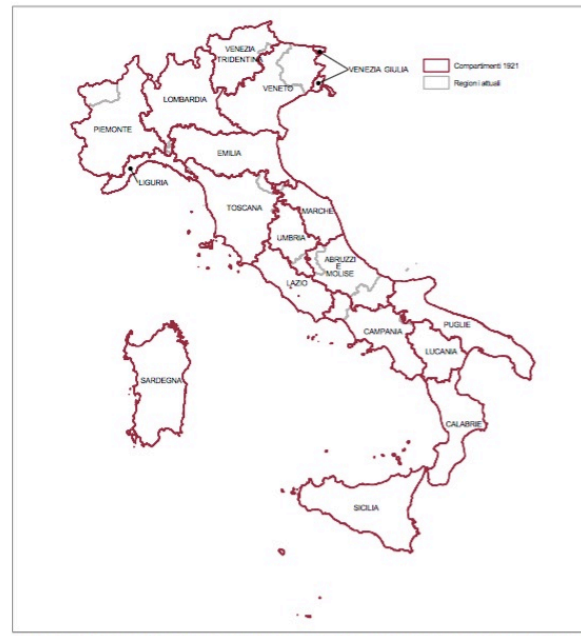 VENEZIA
TRIDENTINA
VENEZIA GIULIA
Compartimenti 1921
Regioni attuali
VENETO
LOMBARDIA
PIEMONTE
EMILIA
LIGURIA
TOSCANA
MARCHE
UMBRIA
ABRUZZI
E
MOLISE
LAZIO
PUGLIE
CAMPANIA
LUCANIA
SARDEGNA
CALABRIE
SICILIA